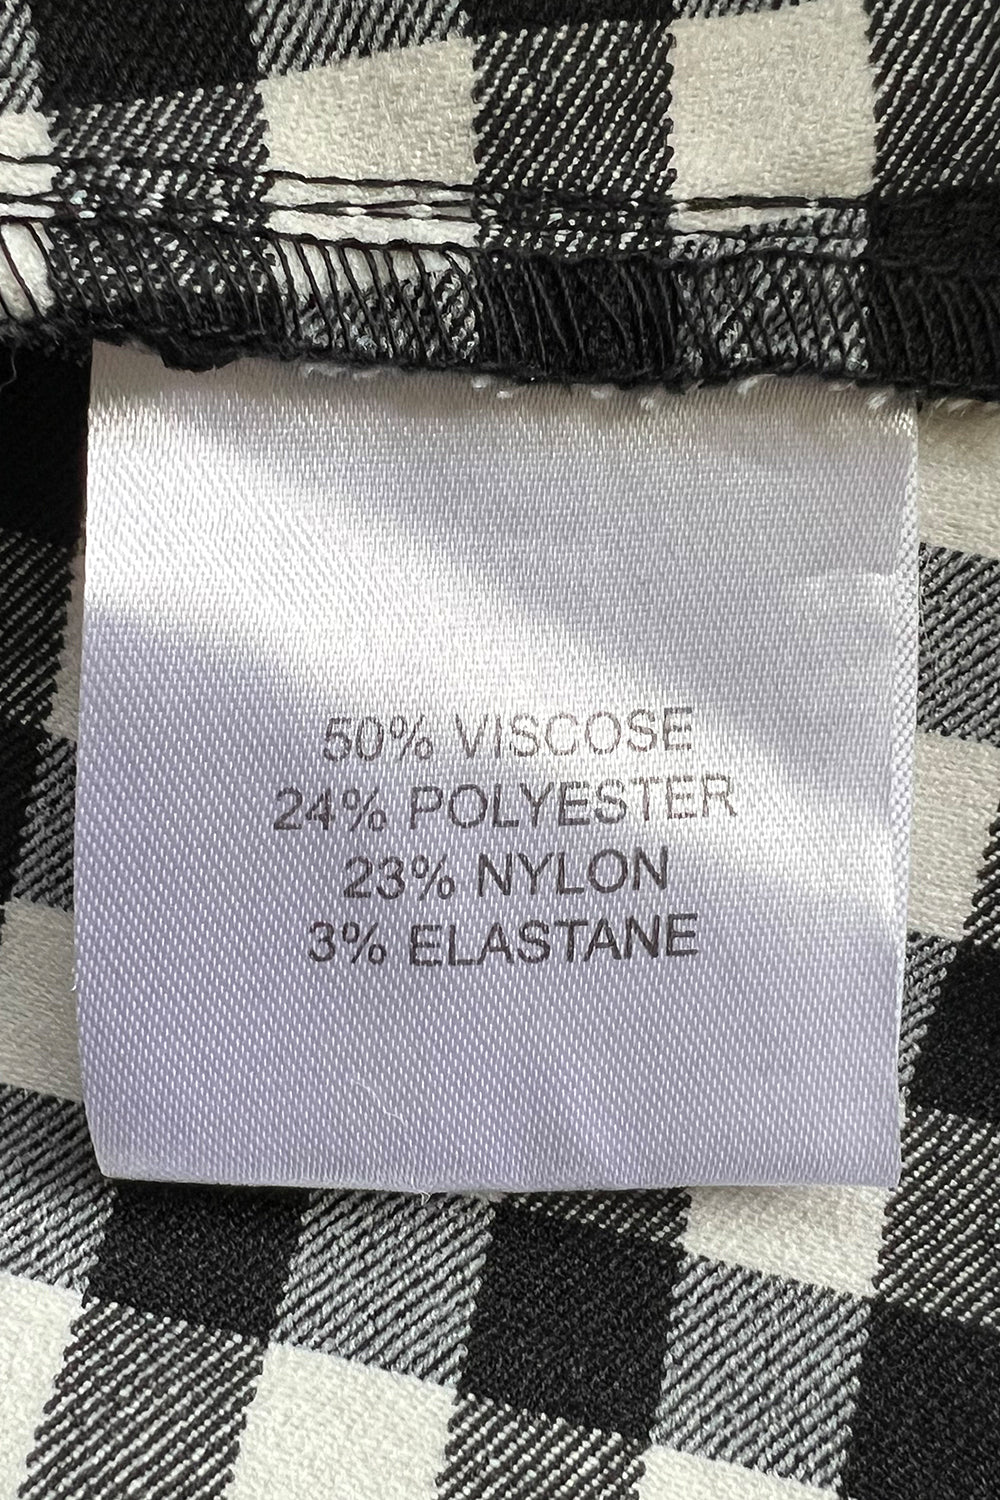 50% VISCOSE
24% POLYESTER
23% NYLON
3% ELASTANE